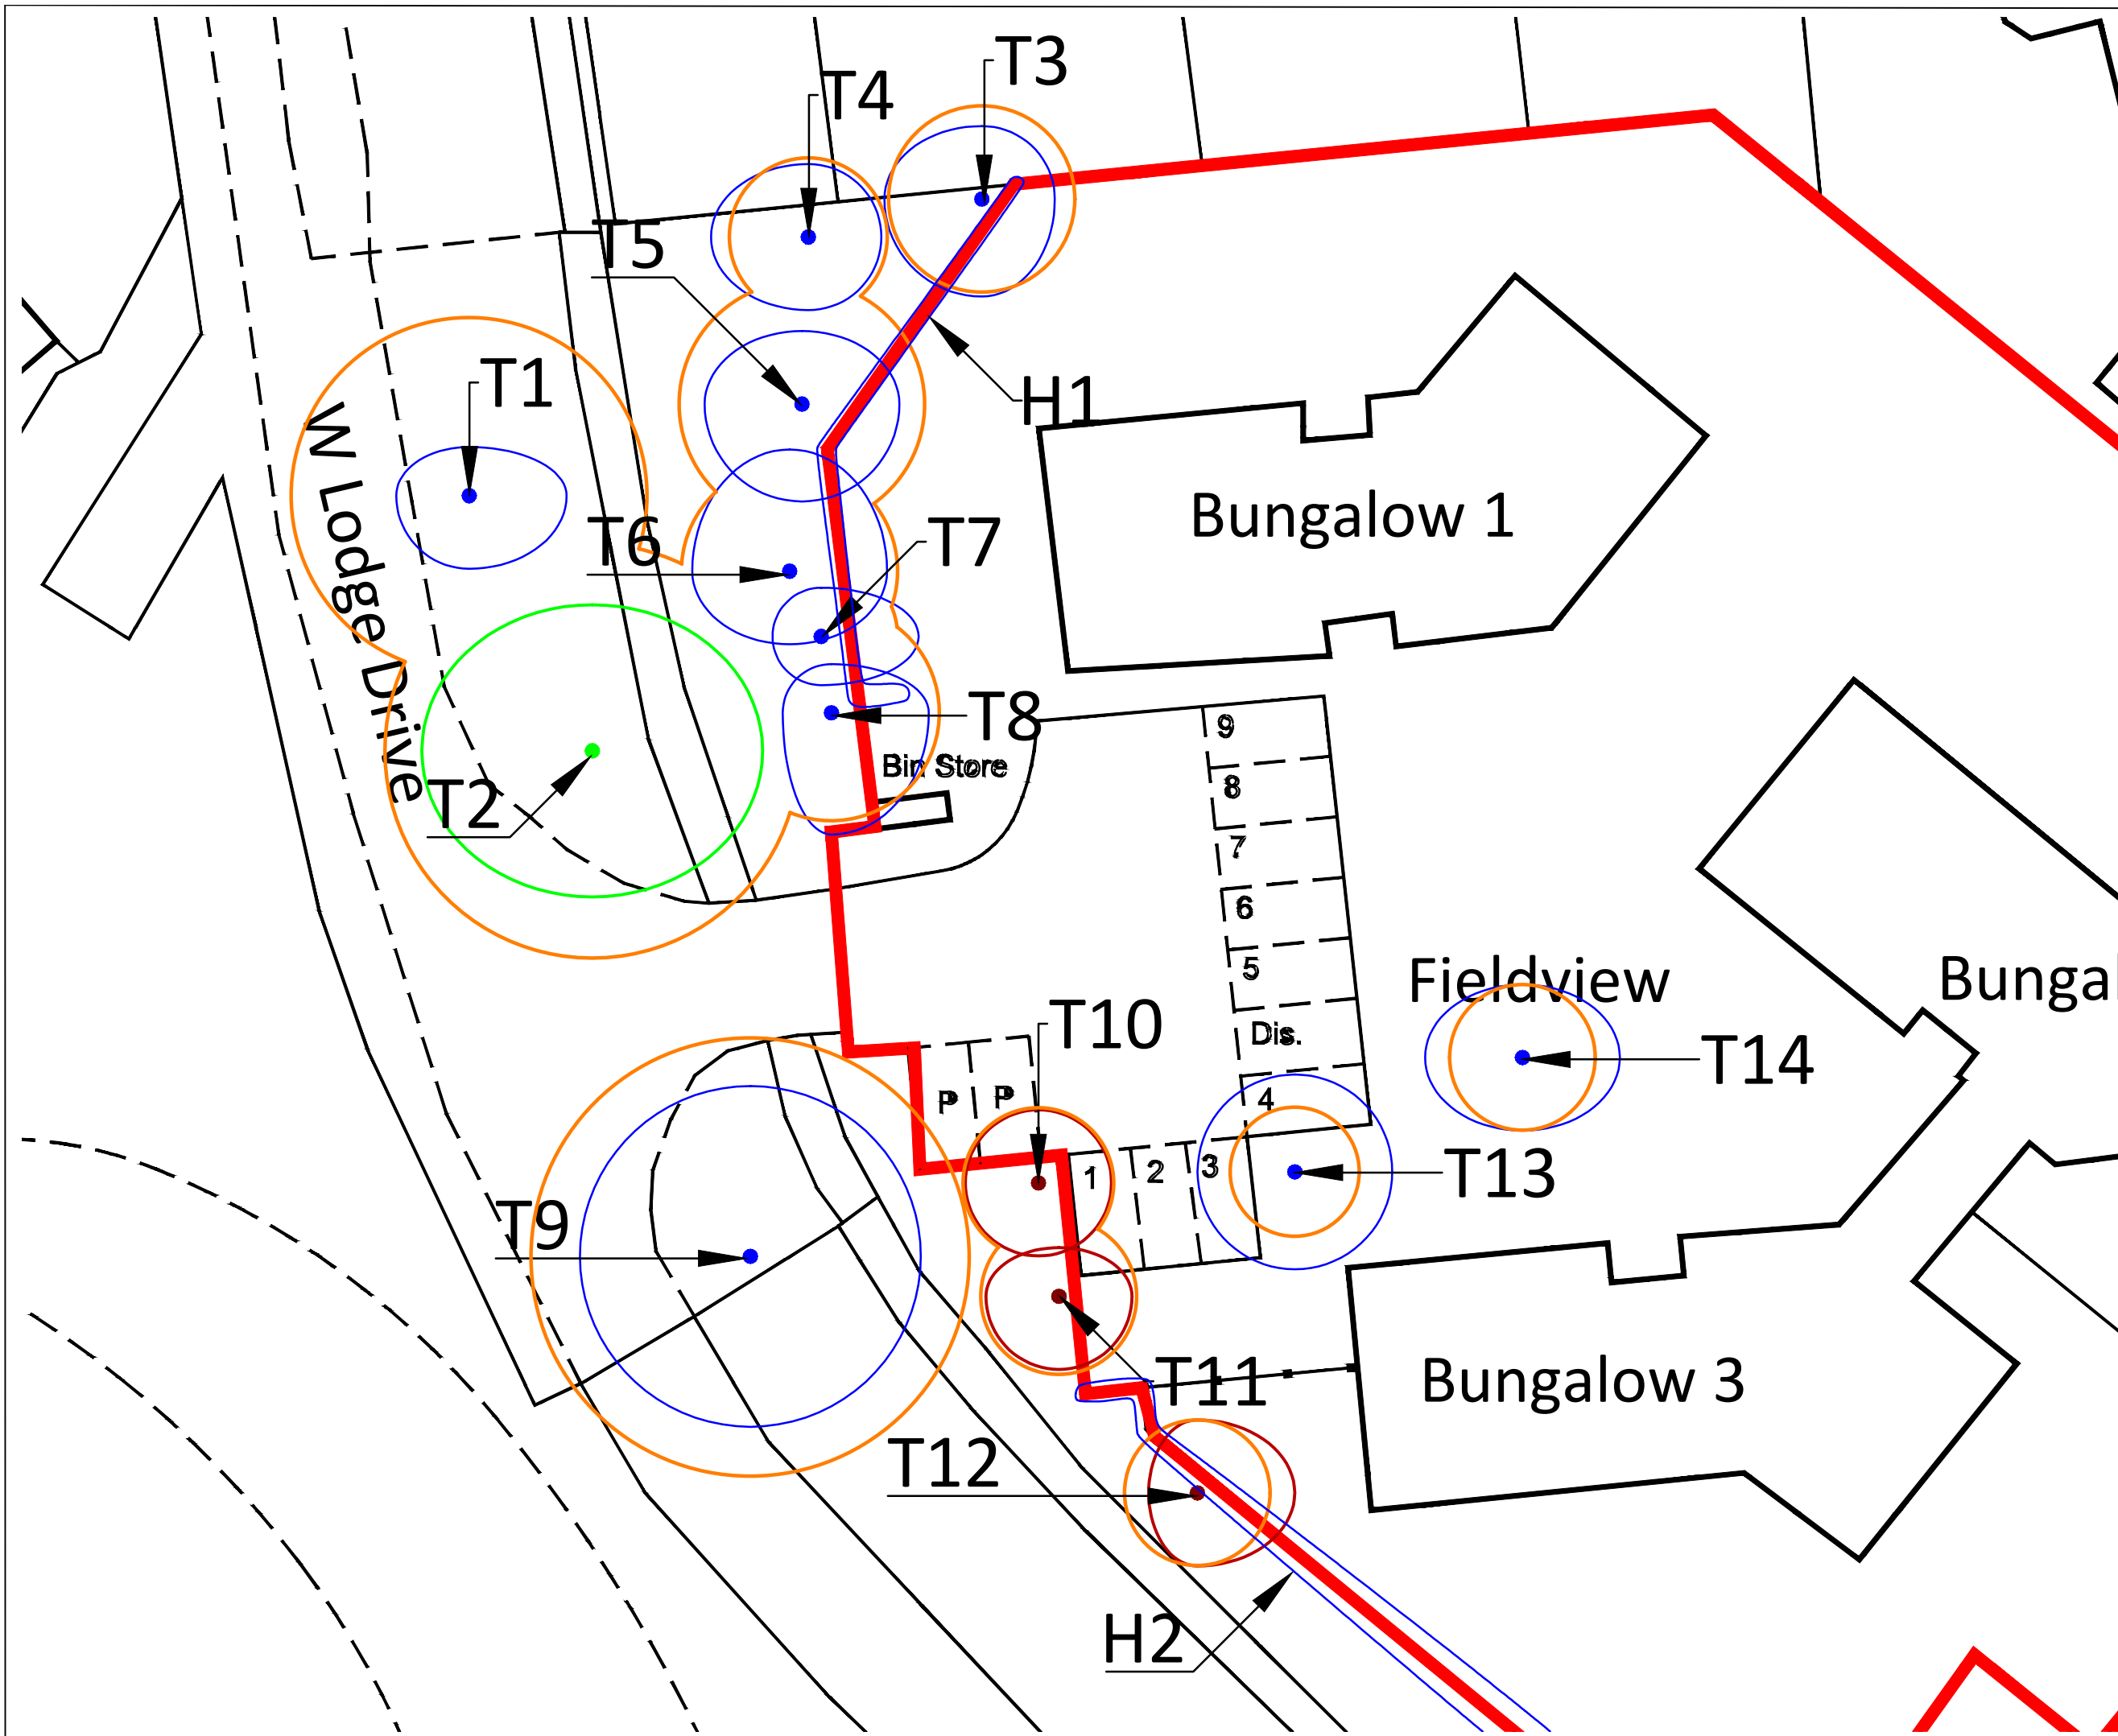 T3
T4
T5
T1
H1
W Lodge Drive
Bungalow 1
T6
T7
T8
9
Bin Store
8
T2
7
6
5
Fieldview
Bungal
T10
Dis.
T14
P
P
4
1
2
3
T13
T9
T11
Bungalow 3
T12
H2